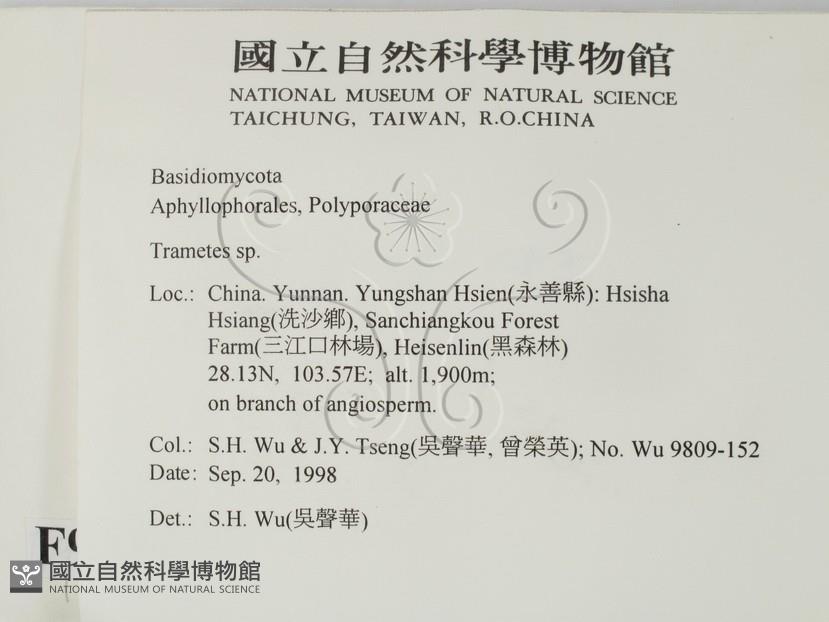 國立自然科學博物館
NATIONAL MUSEUM OF NATURAL SCIENCE
TAICHUNG, TAIWAN, R.O.CHINA
Basidiomycota
Aphyllophorales, Polyporaceae
Trametes sp.
Loc.: China. Yunnan. Yungshan Hsien(永善縣): Hsisha
Hsiang(洗沙鄉), Sanchiangkou Forest
Farm(三江口林場), Heisenlin(黑森林)
28.13N, 103.57E; alt. 1,900m;
on branch of angiosperm.
Col.: S.H. Wu & J.Y. Tseng(吳聲華, 曾榮英); No. Wu 9809-152
Date: Sep. 20, 1998
Det.: S.H. Wu(吳聲華)
國立自然科學博物館
NATIONAL MUSEUM OF NATURAL SCIENCE